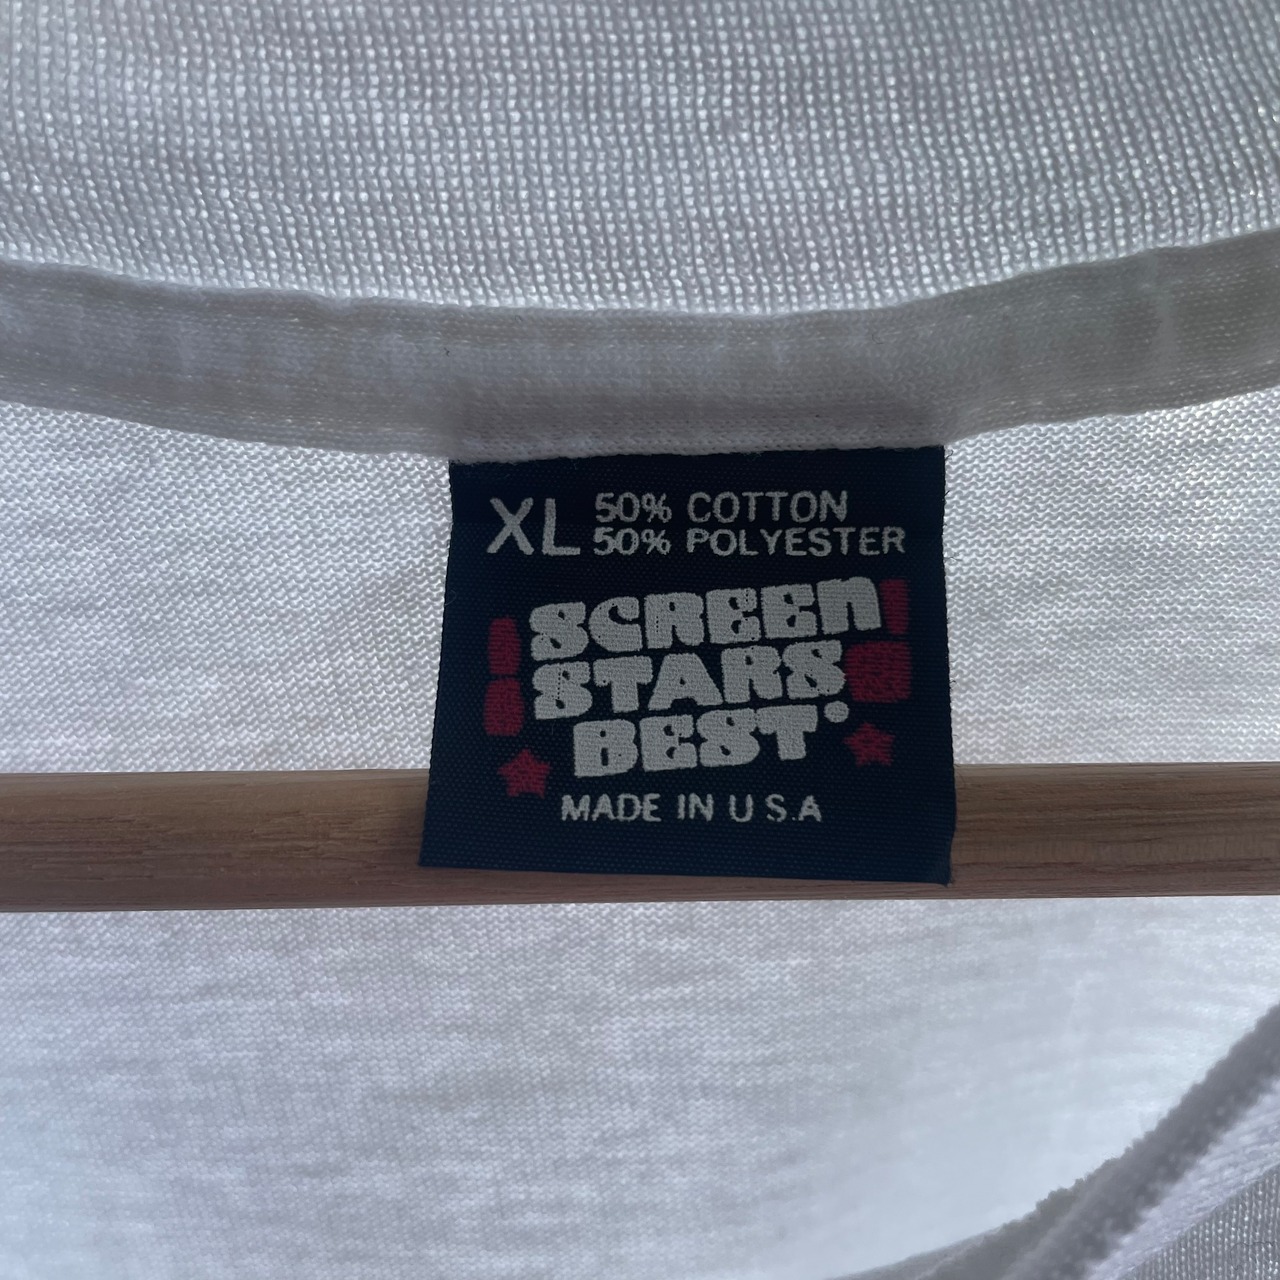 XL 50% COTTON
50% POLYESTER
SCREEN
STARS
BEST
MADE IN U S.A